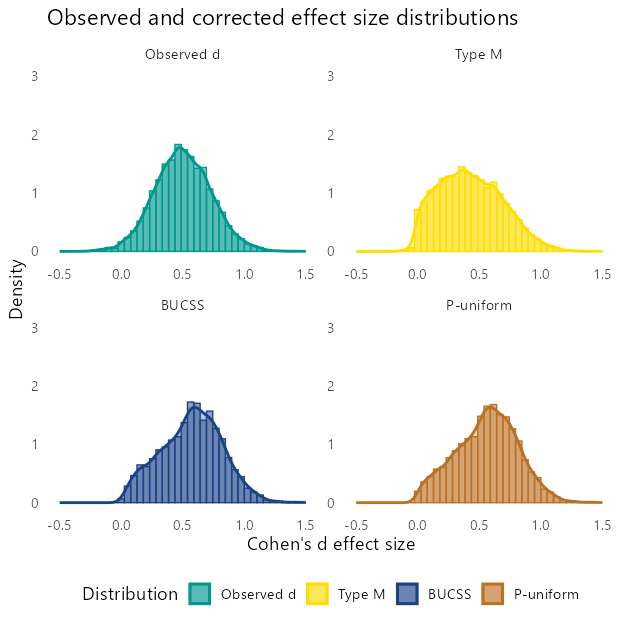 Observed and corrected effect size distributions
Observed d
Type M
3
2
1
0
3
2
1
0
-0.5 0.0 0.5 1.0 1.5
-0.5 0.0 0.5 1.0 1.5
Density
BUCSS
P-uniform
3
2
1
0
3
2
1
0
-0.5 0.0 0.5 1.0 1.5
-0.5 0.0 0.5 1.0 1.5
Cohen's d effect size
Distribution Observed d Type M BUCSS P-uniform